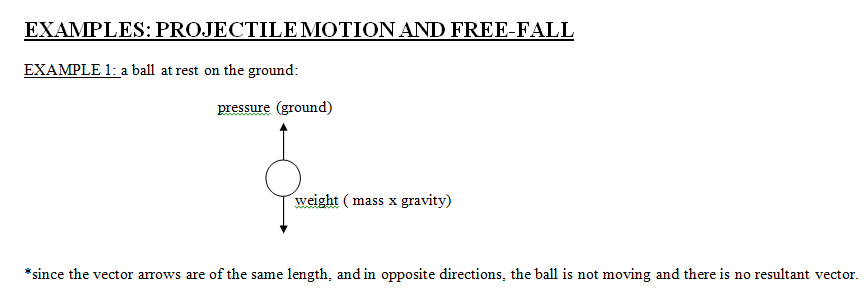 EXAMPLES: PROJECTILE MOTION AND FREE-FALL
EXAMPLE 1: a ball at rest on the ground:
pressure (ground)
weight ( mass x gravity)
*since the vector arrows are of the same length, and in opposite directions, the ball is not moving and there is no resultant vector.